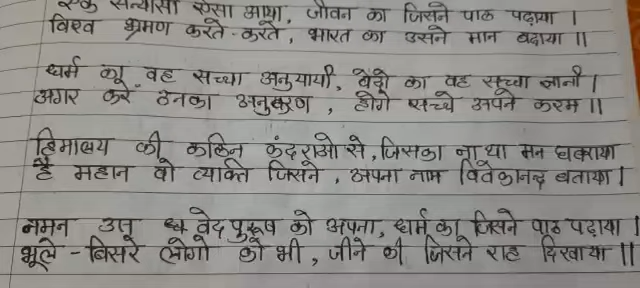 एक सन्यासी ऐसा आया, जीवन का जिसने पाठ पढ़ाया |
विश्व भ्रमण करते-करते, भारत का उसने मान बढ़ाया ||
धर्म का वह सच्चा अनुयायी, वेदों का वह सच्चा ज्ञानी |
अगर करे उनका अनुकरण, होंगे सच्चे अपने करम ||
हिमालय की कठिन कंदराओ से, जिसका ना था मन घबराया
है महान वो व्यक्ति जिसने, अपना नाम विवेकानन्द बताया |
नमन उस वेद पुरुष को अपना, धर्म का जिसने पाठ पढ़ाया |
भूले - बिसरे लोगो को भी, जीने की जिसने राह दिखाया ||